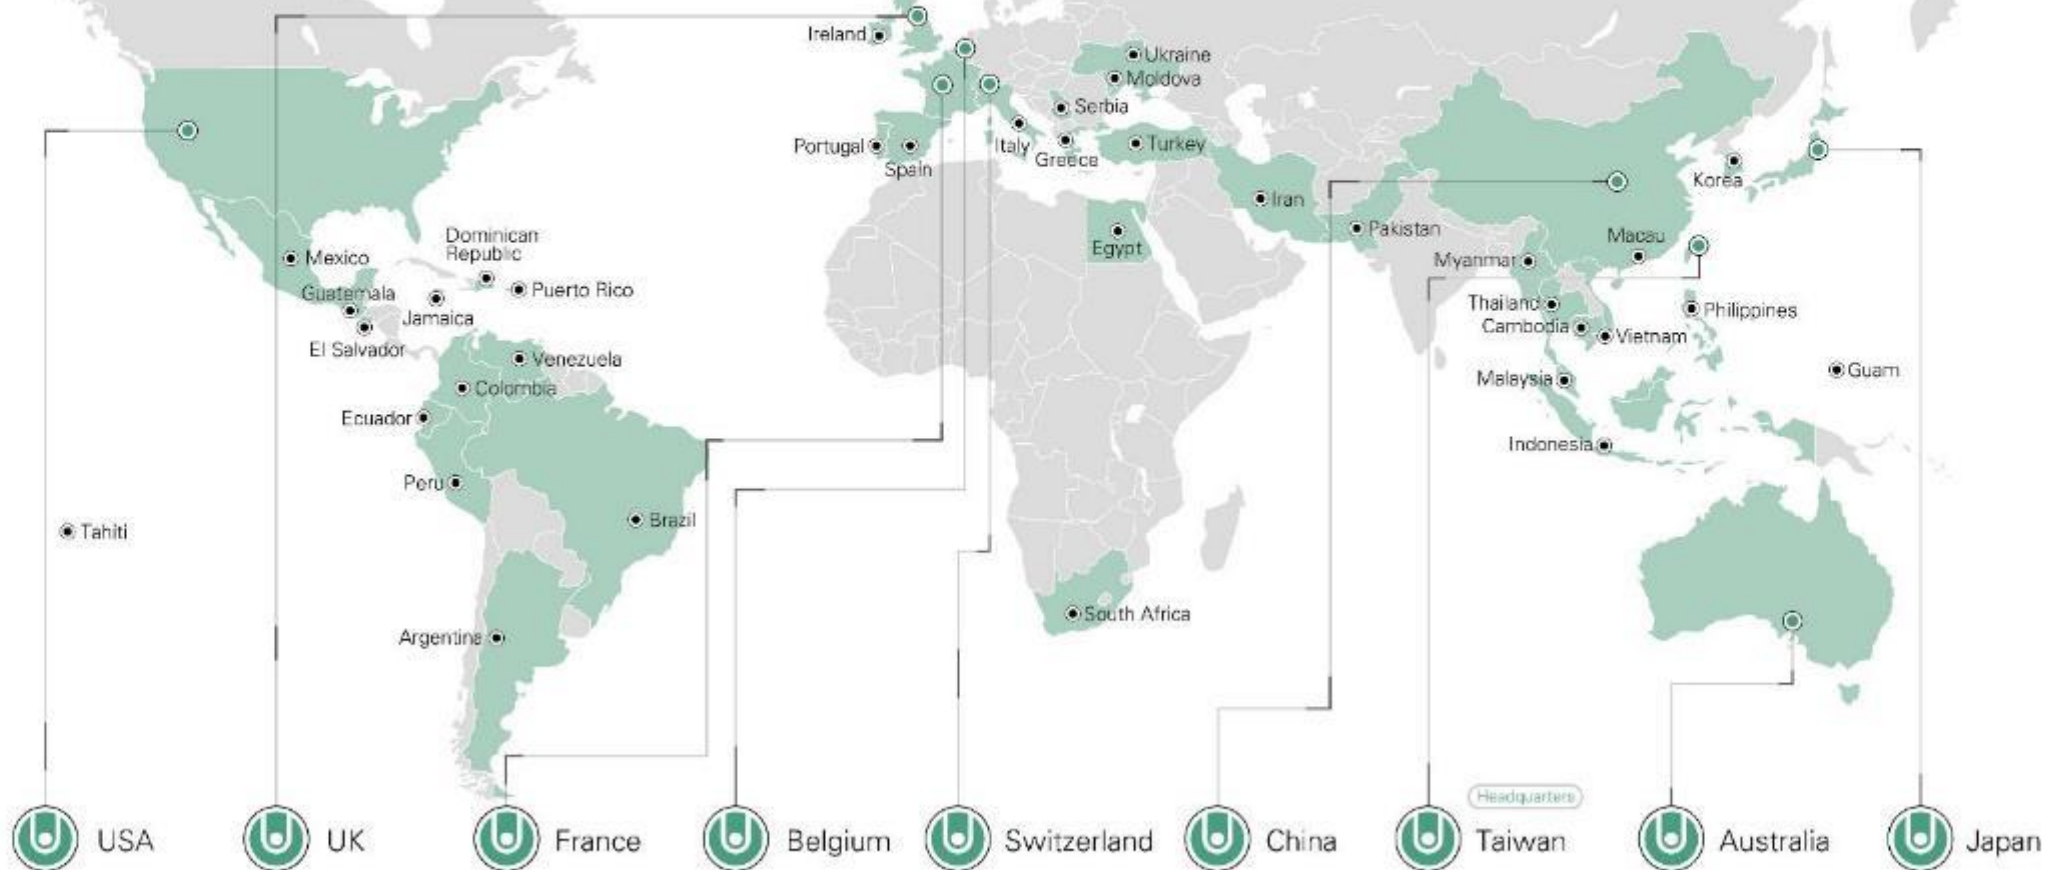 Ireland
Ukraine
Moldova
Serbia
Portugal
Spain
Italy
Greece
Turkey
Korea
Iran
Pakistan
Egypt
Macau
Myanmar
Mexico
Dominican
Republic
Guatemala
Puerto Rico
Jamaica
El Salvador
Thailand
Cambodia
Vietnam
Philippines
Venezuela
Colombia
Ecuador
Malaysia
Guam
Indonesia
Peru
Brazil
Tahiti
Argentina
South Africa
Headquarters
USA
UK
France
Belgium
Switzerland
China
Taiwan
Australia
Japan